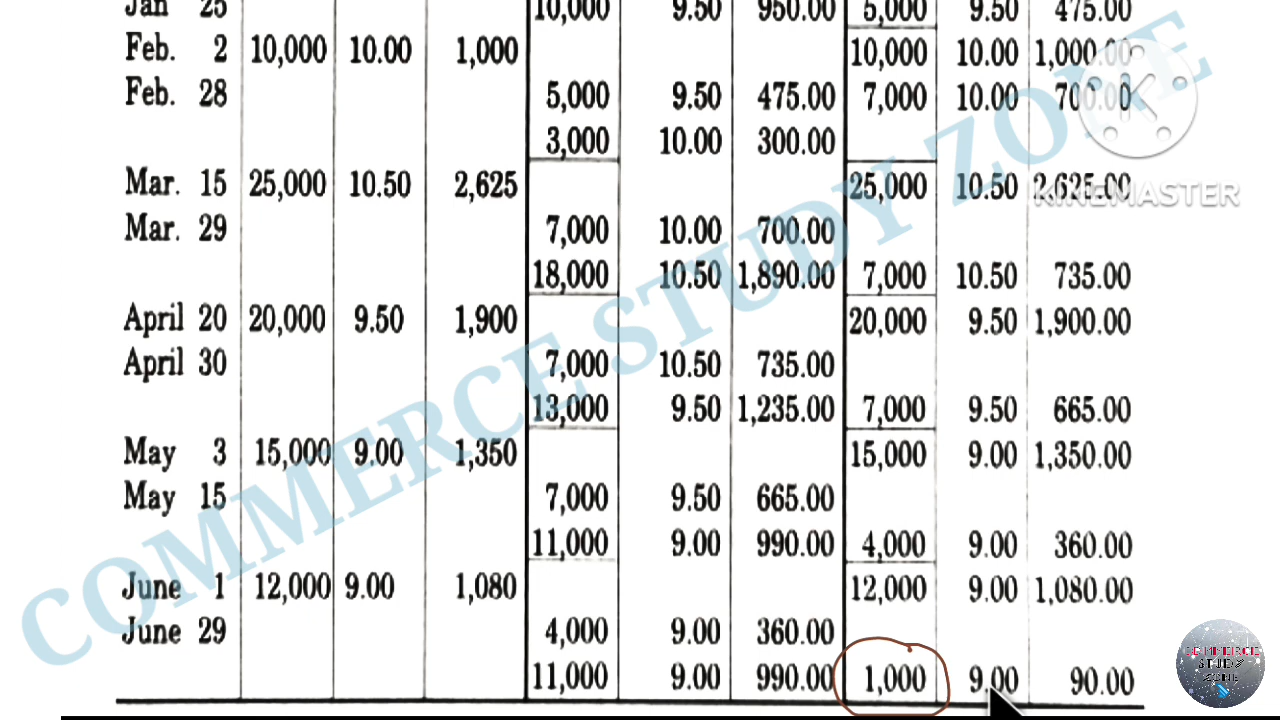 Jan 25 10,000 9.50 950.00 5,000 9.50 475.00
Feb. 2 10,000 10.00 1,000 10,000 10.00 1,000.00
Feb. 28 5,000 9.50 475.00 7,000 10.00 700.00
3,000 10.00 300.00
Mar. 15 25,000 10.50 2,625 25,000 10.50 2,625.00
Mar. 29 7,000 10.00 700.00
18,000 10.50 1,890.00 7,000 10.50 735.00
April 20 20,000 9.50 1,900 20,000 9.50 1,900.00
April 30 7,000 10.50 735.00
13,000 9.50 1,235.00 7,000 9.50 665.00
May 3 15,000 9.00 1,350 15,000 9.00 1,350.00
May 15 7,000 9.50 665.00
11,000 9.00 990.00 4,000 9.00 360.00
June 1 12,000 9.00 1,080 12,000 9.00 1,080.00
June 29 4,000 9.00 360.00
11,000 9.00 990.00 1,000 9.00 90.00
COMMERCE STUDY ZONE
KINEMASTER
COMMERCE
STUDY
ZONE